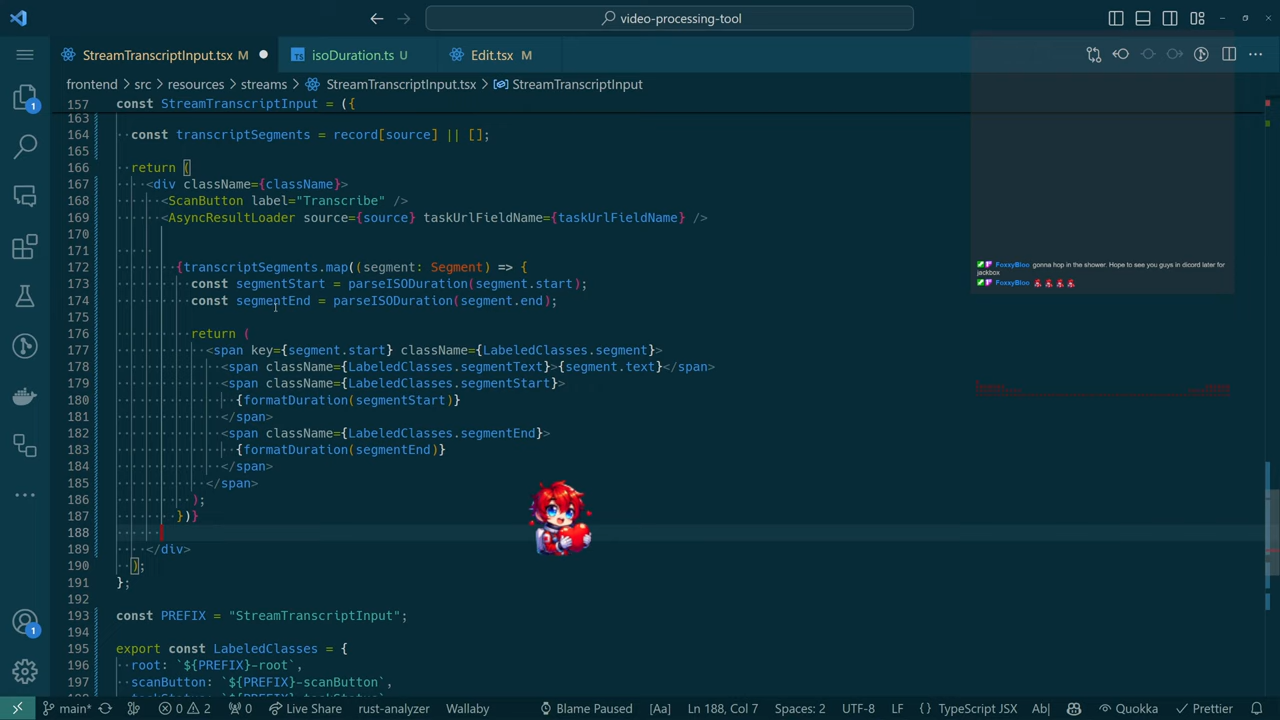 video-processing-tool
StreamTranscriptInput.tsx M
isoDuration.ts U
Edit.tsx M
frontend > src > resources > streams > StreamTranscriptInput.tsx > StreamTranscriptInput
157 const StreamTranscriptInput = ({
163
164 const transcriptSegments = record[source] || [];
165
166 return (
167 <div className={className}>
168 <ScanButton label="Transcribe" />
169 <AsyncResultLoader source={source} taskUrlFieldName={taskUrlFieldName} />
170
171
172 {transcriptSegments.map((segment: Segment) => {
173 const segmentStart = parseISODuration(segment.start);
174 const segmentEnd = parseISODuration(segment.end);
175
176 return (
177 <span key={segment.start} className={LabeledClasses.segment}>
178 <span className={LabeledClasses.segmentText}>{segment.text}</span>
179 <span className={LabeledClasses.segmentStart}>
180 {formatDuration(segmentStart)}
181 </span>
182 <span className={LabeledClasses.segmentEnd}>
183 {formatDuration(segmentEnd)}
184 </span>
185 </span>
186 );
187 })}
188
189 </div>
190 );
191 };
192
193 const PREFIX = "StreamTranscriptInput";
194
195 export const LabeledClasses = {
196 root: `${PREFIX}-root`,
197 scanButton: `${PREFIX}-scanButton`,
FoxxyBloo gonna hop in the shower. Hope to see you guys in dicord later for
jackbox
FoxxyBloo
1
1
main* 0 2 0 Live Share rust-analyzer Wallaby Blame Paused [Aa] Ln 188, Col 7 Spaces: 2 UTF-8 LF {} TypeScript JSX Ab| Quokka Prettier